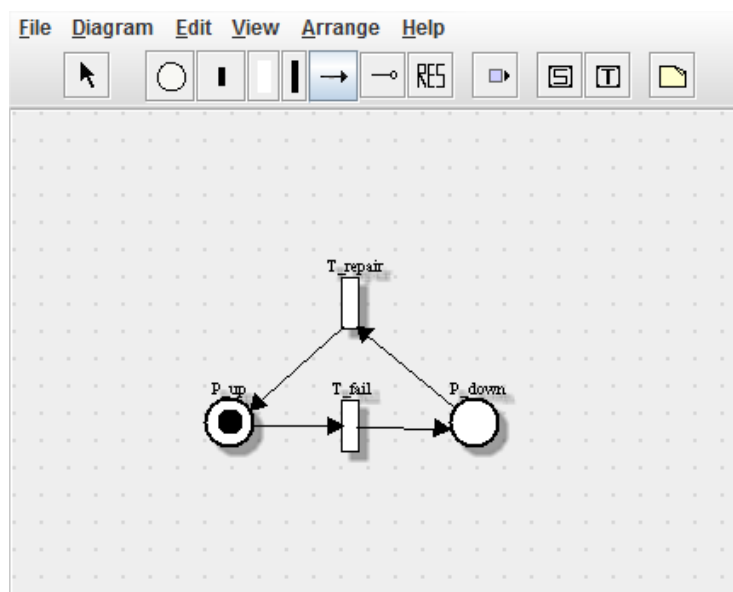 File Diagram Edit View Arrange Help
RES S T
T_repair
P_up T_fail P_down